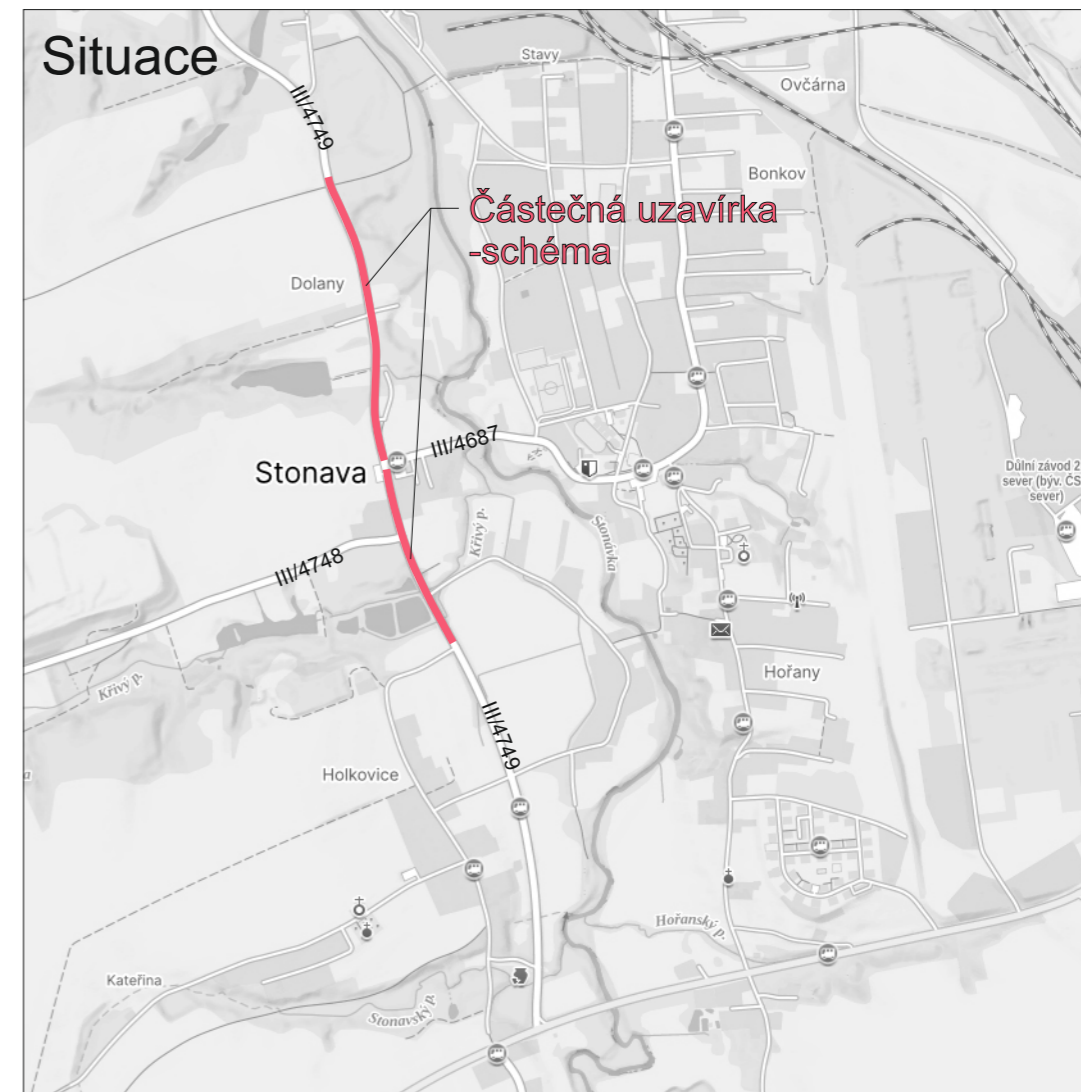 Situace
Stavy
Ovčárna
III/4749
Bonkov
Částečná uzavírka
-schéma
Dolany
III/4687
Stonava
Důlní závod 2
sever (býv. ČS
sever)
Křivý p.
Stonávka
III/4748
Hořany
Křivý p.
III/4749
Holkovice
a
Hořanský p.
Kateřina
Stonavský p.